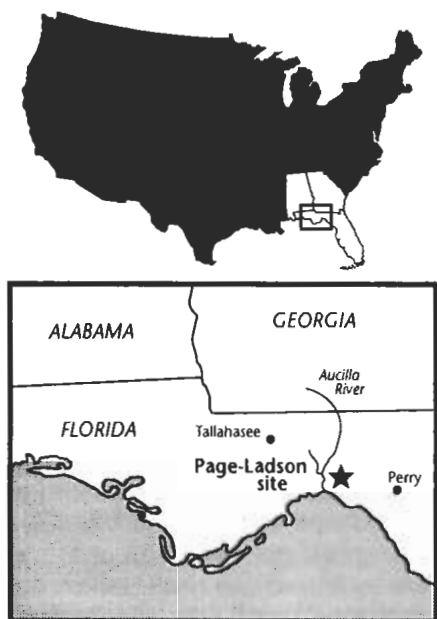 ALABAMA
GEORGIA
Aucilla
River
FLORIDA
Tallahasee
Page-Ladson
site
Perry